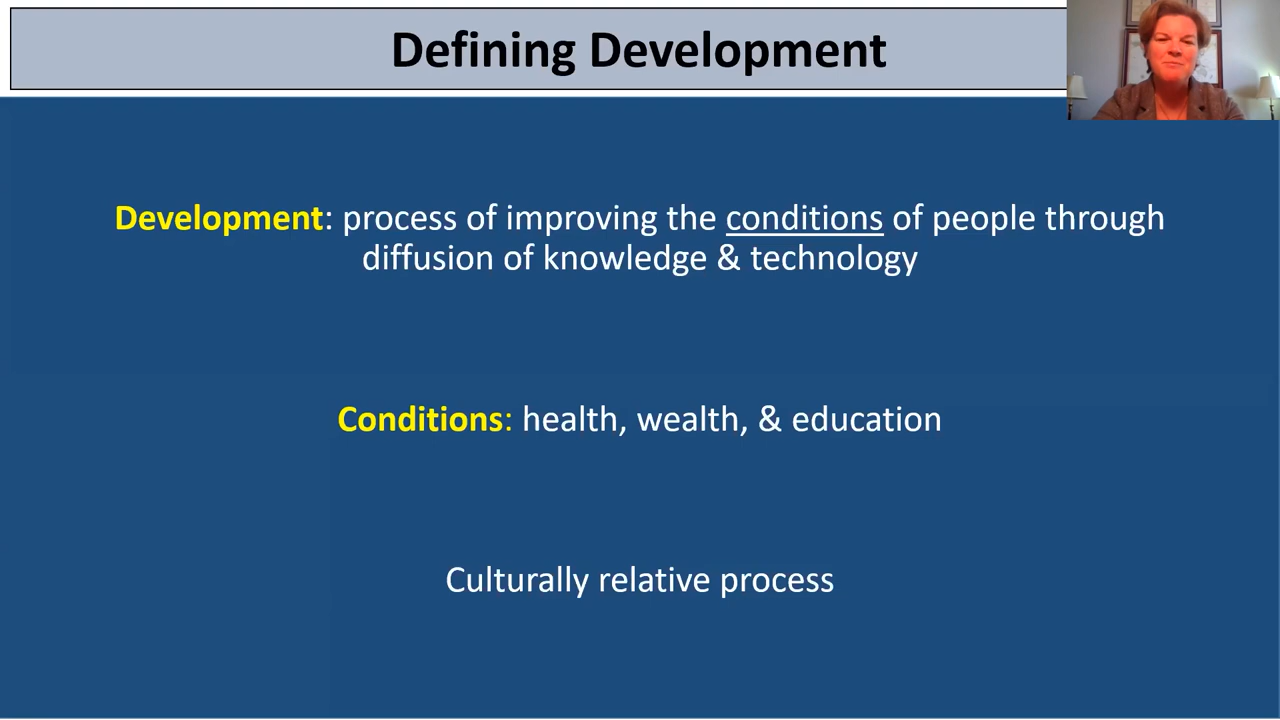 Defining Development
Development: process of improving the conditions of people through
diffusion of knowledge & technology
Conditions: health, wealth, & education
Culturally relative process